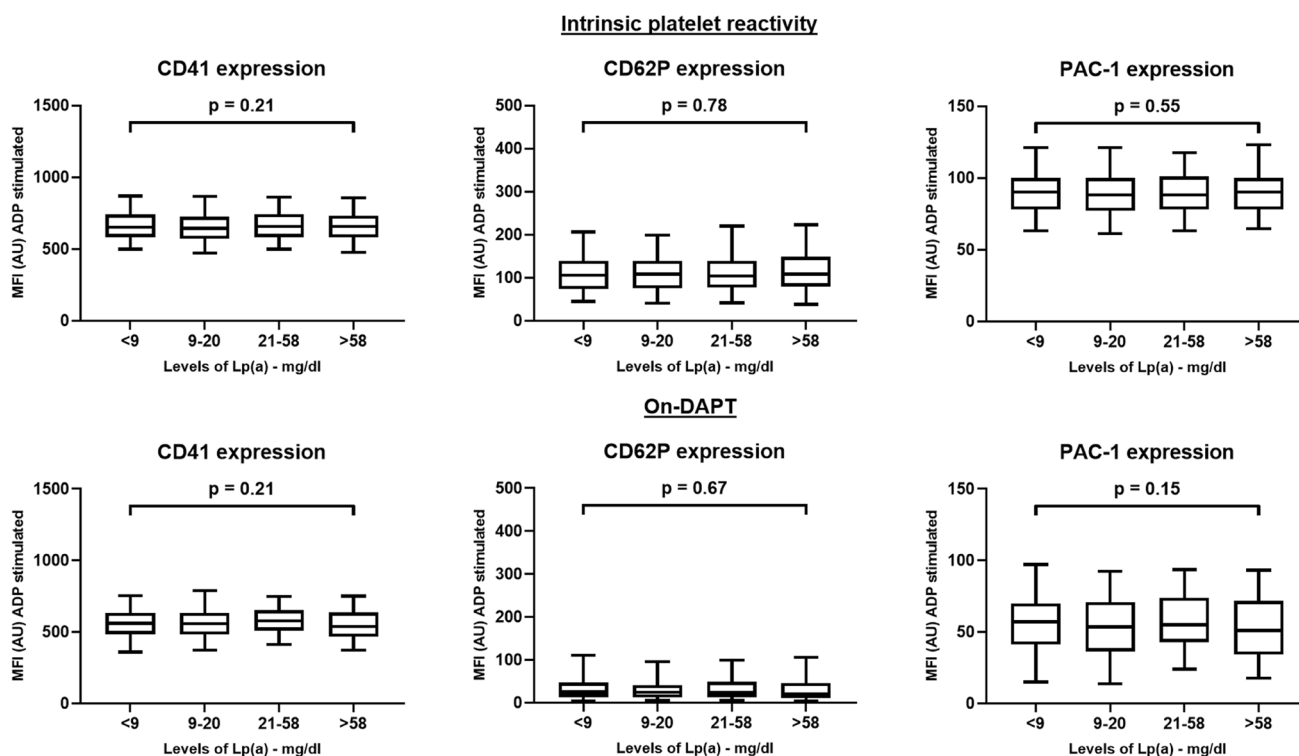 Intrinsic platelet reactivity
CD41 expression
p = 0.21
MFI (AU) ADP stimulated
1500
1000
500
0
<9 9-20 21-58 >58
Levels of Lp(a) - mg/dl
CD62P expression
p = 0.78
MFI (AU) ADP stimulated
500
400
300
200
100
0
<9 9-20 21-58 >58
Levels of Lp(a) - mg/dl
PAC-1 expression
p = 0.55
MFI (AU) ADP stimulated
150
100
50
0
<9 9-20 21-58 >58
Levels of Lp(a) - mg/dl
On-DAPT
CD41 expression
p = 0.21
MFI (AU) ADP stimulated
1500
1000
500
0
<9 9-20 21-58 >58
Levels of Lp(a) - mg/dl
CD62P expression
p = 0.67
MFI (AU) ADP stimulated
500
400
300
200
100
0
<9 9-20 21-58 >58
Levels of Lp(a) - mg/dl
PAC-1 expression
p = 0.15
MFI (AU) ADP stimulated
150
100
50
0
<9 9-20 21-58 >58
Levels of Lp(a) - mg/dl